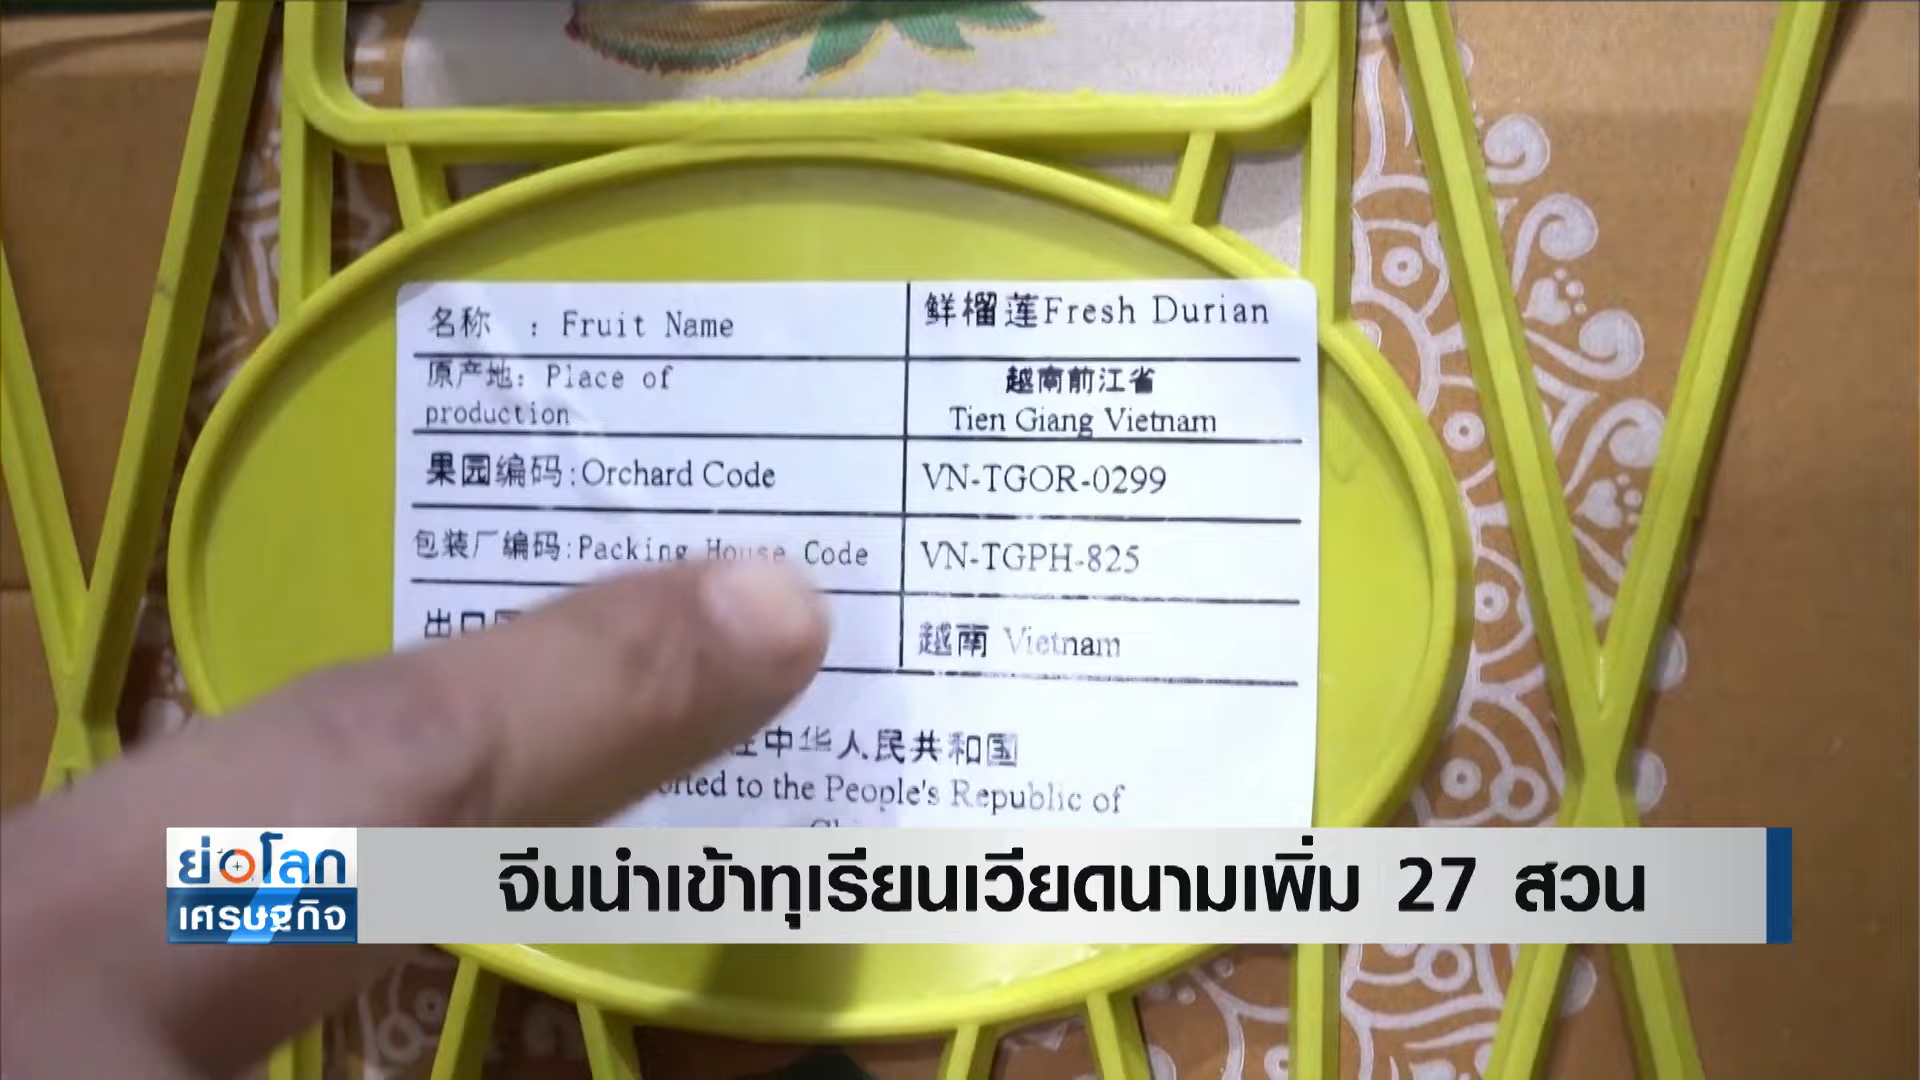 名称 : Fruit Name
鲜榴莲Fresh Durian
原产地: Place of
production
越南前江省
Tien Giang Vietnam
果园编码:Orchard Code
VN-TGOR-0299
包装厂编码:Packing House Code
VN-TGPH-825
出口
越南 Vietnam
中华人民共和国
to the People's Republic of
ย่อโลก
เศรษฐกิจ
จีนนำเข้าทุเรียนเวียดนามเพิ่ม 27 สวน